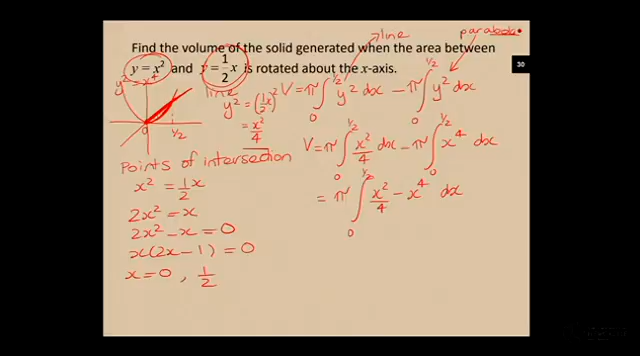 Find the volume of the solid generated when the area between
y = x² and y = 1/2 x is rotated about the x-axis.
30
line
parabola
y² = x⁴
line
y² = (1/2 x)²
= x²/4
0
1/2
V = π ∫₀^{1/2} y² dx − π ∫₀^{1/2} y² dx
V = π ∫₀^{1/2} x²/4 dx − π ∫₀^{1/2} x⁴ dx
= π ∫₀^{1/2} x²/4 − x⁴ dx
Points of intersection
x² = 1/2 x
2x² = x
2x² − x = 0
x(2x − 1) = 0
x = 0 , 1/2